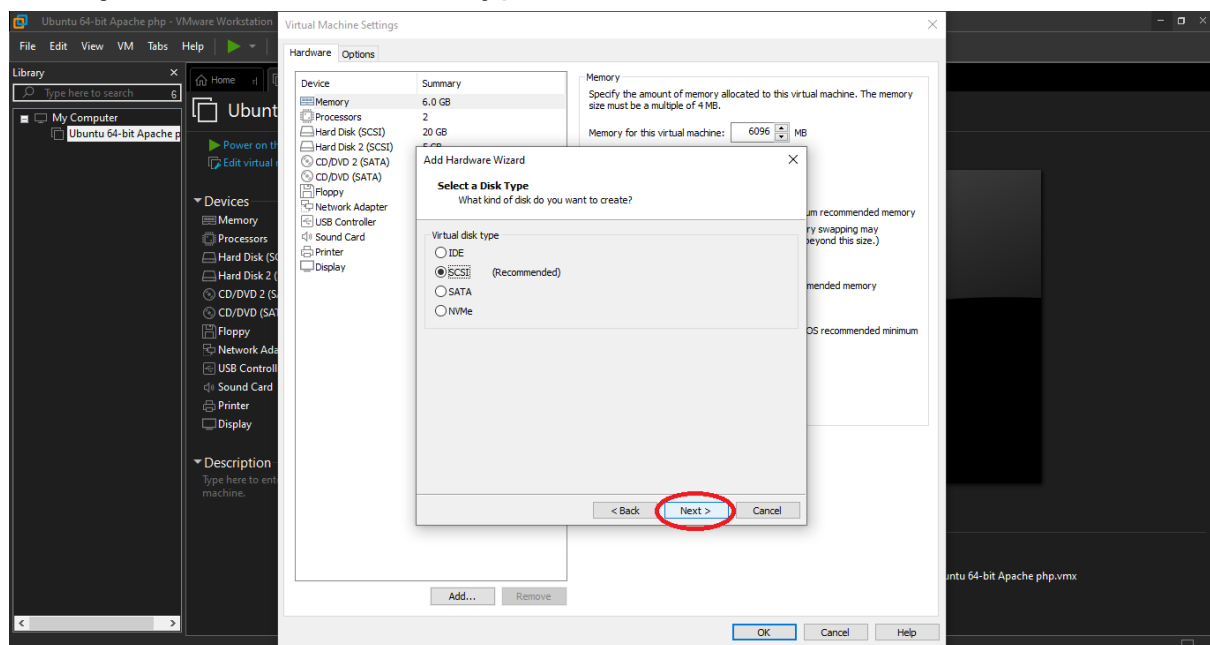 Ubuntu 64-bit Apache php - VMware Workstation
File Edit View VM Tabs Help
Library
Type here to search
My Computer
Ubuntu 64-bit Apache p
Home
Ubunt
Power on th
Edit virtual
Devices
Memory
Processors
Hard Disk (SC
Hard Disk 2 (
CD/DVD 2 (S
CD/DVD (SAT
Floppy
Network Ada
USB Controll
Sound Card
Printer
Display
Description
Type here to ent
machine.
Virtual Machine Settings
Hardware Options
Device Summary
Memory 6.0 GB
Processors 2
Hard Disk (SCSI) 20 GB
Hard Disk 2 (SCSI) 5 GB
CD/DVD 2 (SATA)
CD/DVD (SATA)
Floppy
Network Adapter
USB Controller
Sound Card
Printer
Display
Add... Remove
Memory
Specify the amount of memory allocated to this virtual machine. The memory
size must be a multiple of 4 MB.
Memory for this virtual machine: 6096 MB
um recommended memory
ry swapping may
beyond this size.)
mended memory
OS recommended minimum
Add Hardware Wizard
Select a Disk Type
What kind of disk do you want to create?
Virtual disk type
IDE
SCSI (Recommended)
SATA
NVMe
< Back Next > Cancel
OK Cancel Help
untu 64-bit Apache php.vmx